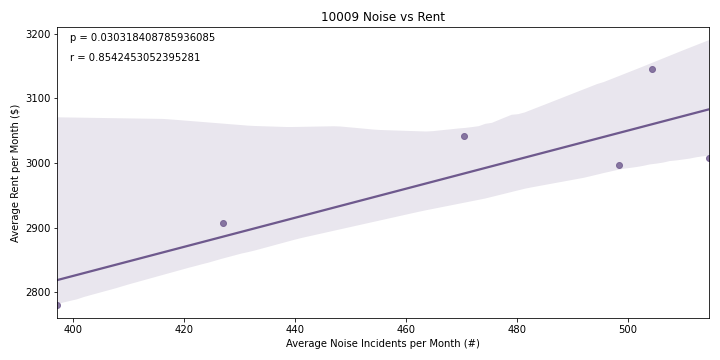 10009 Noise vs Rent
p = 0.030318408785936085
r = 0.8542453052395281
3200
3100
3000
2900
2800
Average Rent per Month ($)
400 420 440 460 480 500
Average Noise Incidents per Month (#)